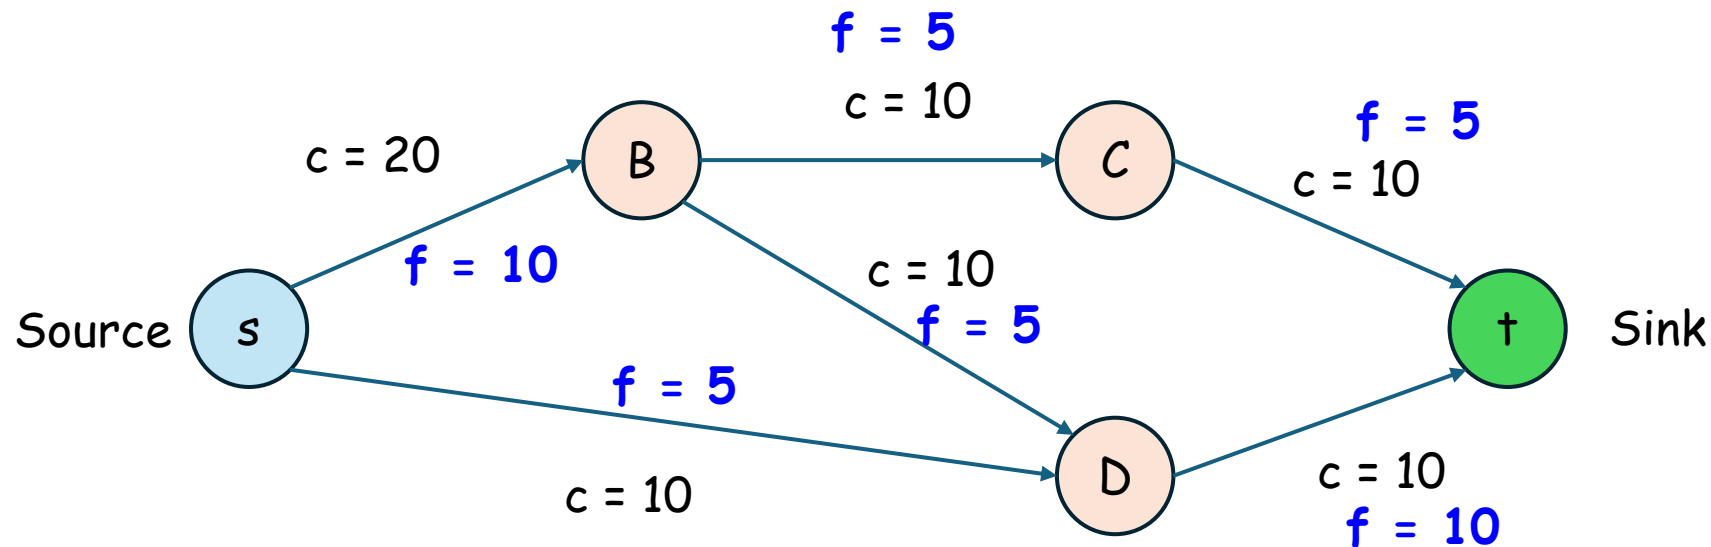 f = 5
c = 10
f = 5
c = 20
B
C
c = 10
f = 10
c = 10
f = 5
Source
s
t
Sink
f = 5
c = 10
D
c = 10
f = 10